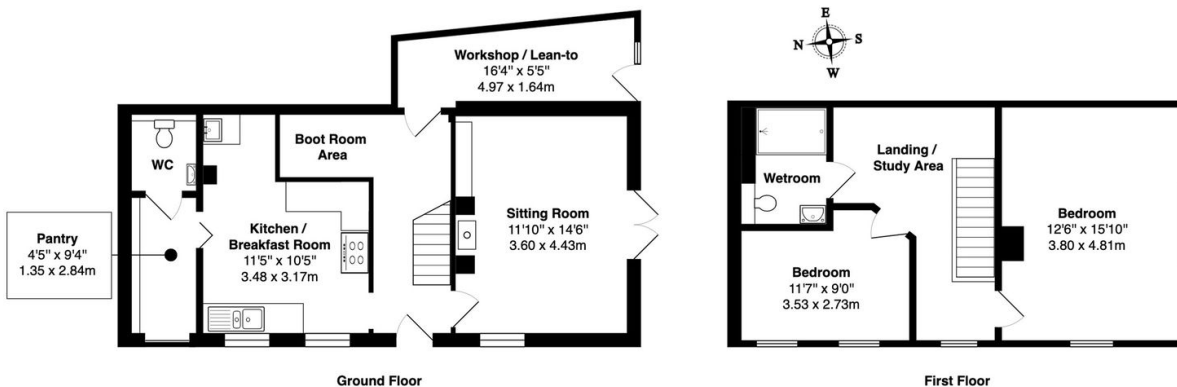 Workshop / Lean-to
16'4" x 5'5"
4.97 x 1.64m
E
N
S
W
WC
Boot Room
Area
Pantry
4'5" x 9'4"
1.35 x 2.84m
Kitchen /
Breakfast Room
11'5" x 10'5"
3.48 x 3.17m
Sitting Room
11'10" x 14'6"
3.60 x 4.43m
Ground Floor
Landing /
Study Area
Wetroom
Bedroom
11'7" x 9'0"
3.53 x 2.73m
Bedroom
12'6" x 15'10"
3.80 x 4.81m
First Floor